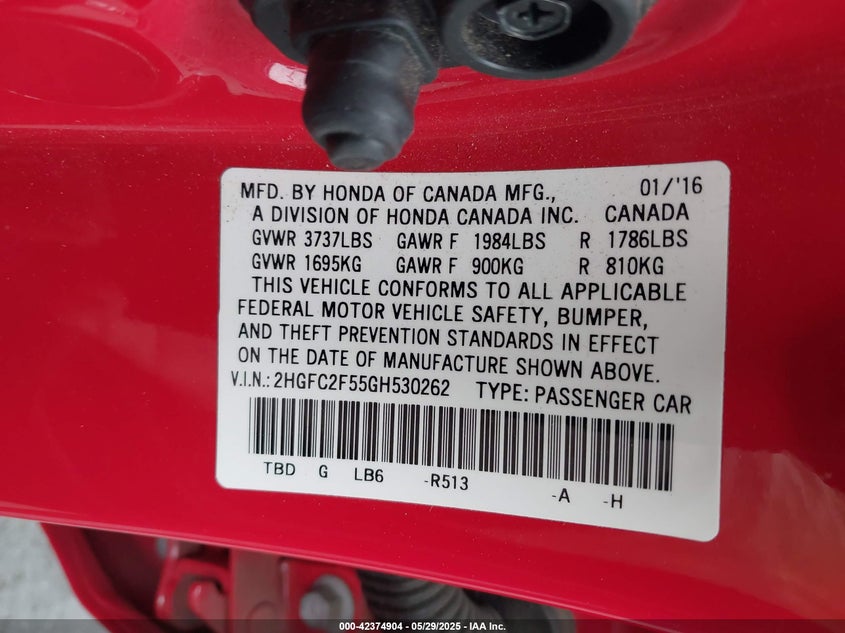 MFD. BY HONDA OF CANADA MFG., 01/'16
A DIVISION OF HONDA CANADA INC. CANADA
GVWR 3737LBS GAWR F 1984LBS R 1786LBS
GVWR 1695KG GAWR F 900KG R 810KG
THIS VEHICLE CONFORMS TO ALL APPLICABLE
FEDERAL MOTOR VEHICLE SAFETY, BUMPER,
AND THEFT PREVENTION STANDARDS IN EFFECT
ON THE DATE OF MANUFACTURE SHOWN ABOVE.
V.I.N.: 2HGFC2F55GH530262 TYPE: PASSENGER CAR
TBD G LB6 -R513 -A -H
000-42374904 - 05/29/2025 - IAA Inc.